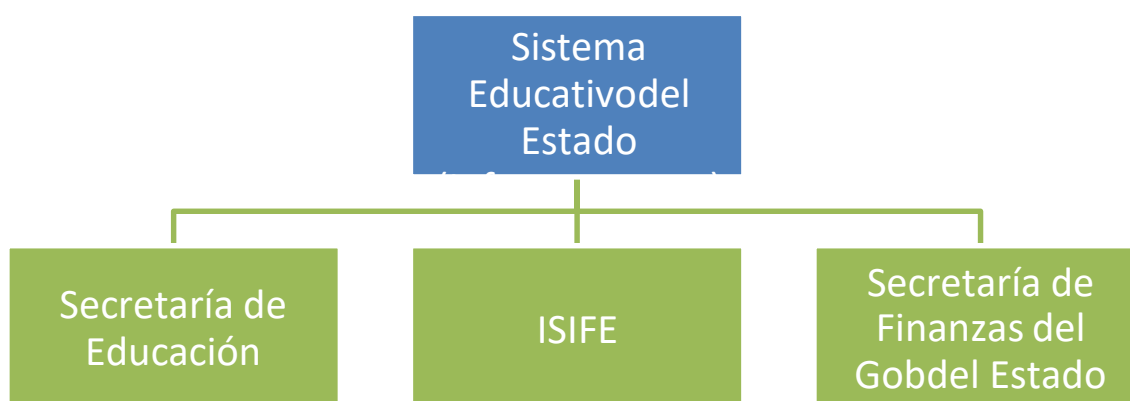 Sistema
Educativodel
Estado
Secretaría de
Educación
ISIFE
Secretaría de
Finanzas del
Gobdel Estado